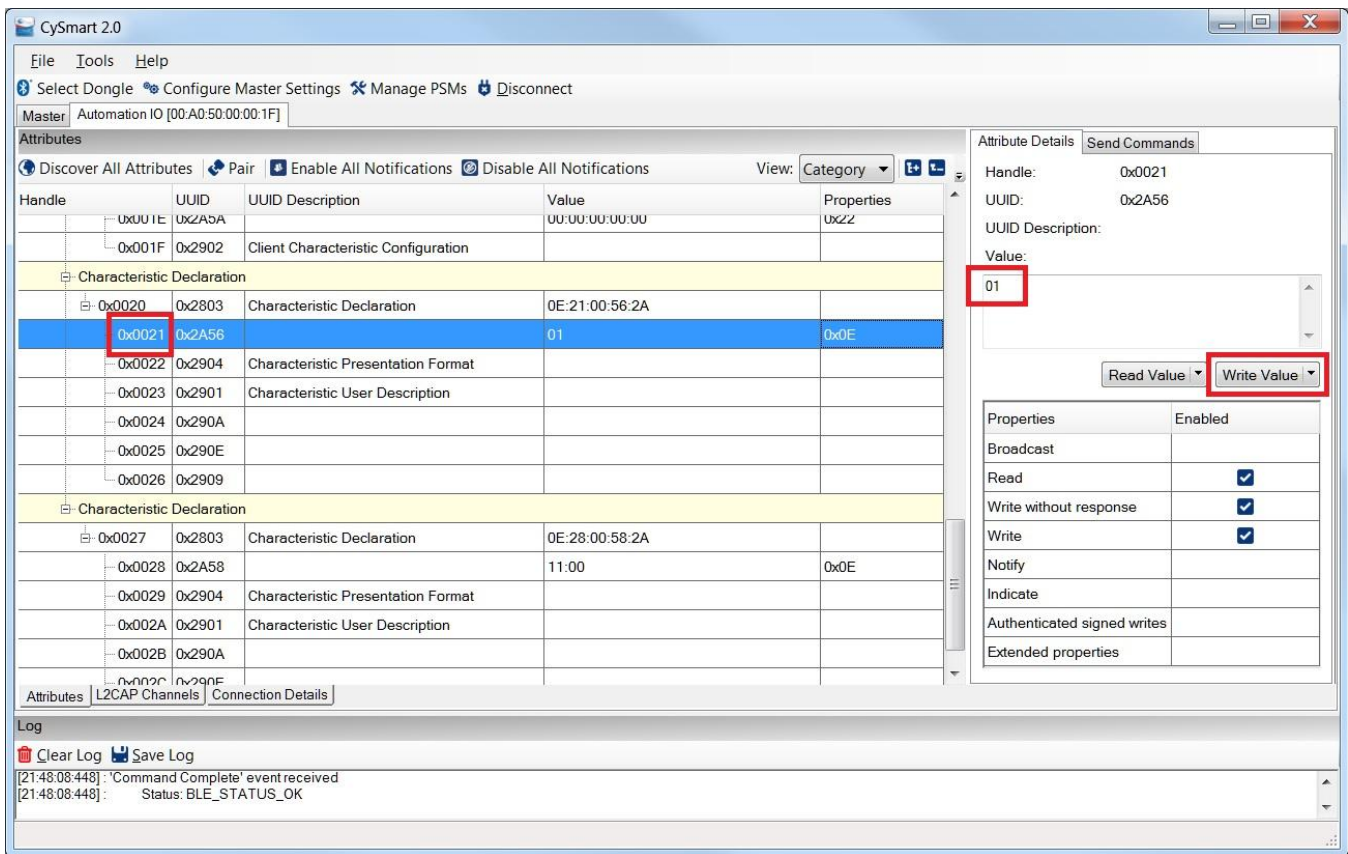 CySmart 2.0
File Tools Help
Select Dongle Configure Master Settings Manage PSMs Disconnect
Master Automation IO [00:A0:50:00:00:1F]
Attributes
Discover All Attributes Pair Enable All Notifications Disable All Notifications View: Category
Handle UUID UUID Description Value Properties
0x001E 0x2A5A 00:00:00:00:00 0x22
0x001F 0x2902 Client Characteristic Configuration
Characteristic Declaration
0x0020 0x2803 Characteristic Declaration 0E:21:00:56:2A
0x0021 0x2A56 01 0x0E
0x0022 0x2904 Characteristic Presentation Format
0x0023 0x2901 Characteristic User Description
0x0024 0x290A
0x0025 0x290E
0x0026 0x2909
Characteristic Declaration
0x0027 0x2803 Characteristic Declaration 0E:28:00:58:2A
0x0028 0x2A58 11:00 0x0E
0x0029 0x2904 Characteristic Presentation Format
0x002A 0x2901 Characteristic User Description
0x002B 0x290A
0x002C 0x290E
Attributes L2CAP Channels Connection Details
Attribute Details Send Commands
Handle: 0x0021
UUID: 0x2A56
UUID Description:
Value:
01
Read Value Write Value
Properties Enabled
Broadcast
Read
Write without response
Write
Notify
Indicate
Authenticated signed writes
Extended properties
Log
Clear Log Save Log
[21:48:08:448] : 'Command Complete' event received
[21:48:08:448] : Status: BLE_STATUS_OK